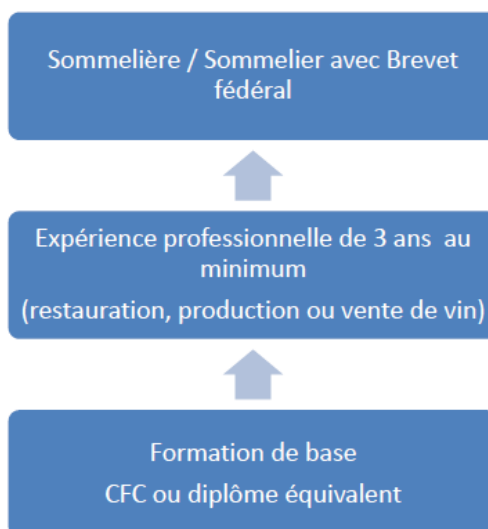 Sommelière / Sommelier avec Brevet
fédéral
Expérience professionnelle de 3 ans au
minimum
(restauration, production ou vente de vin)
Formation de base
CFC ou diplôme équivalent